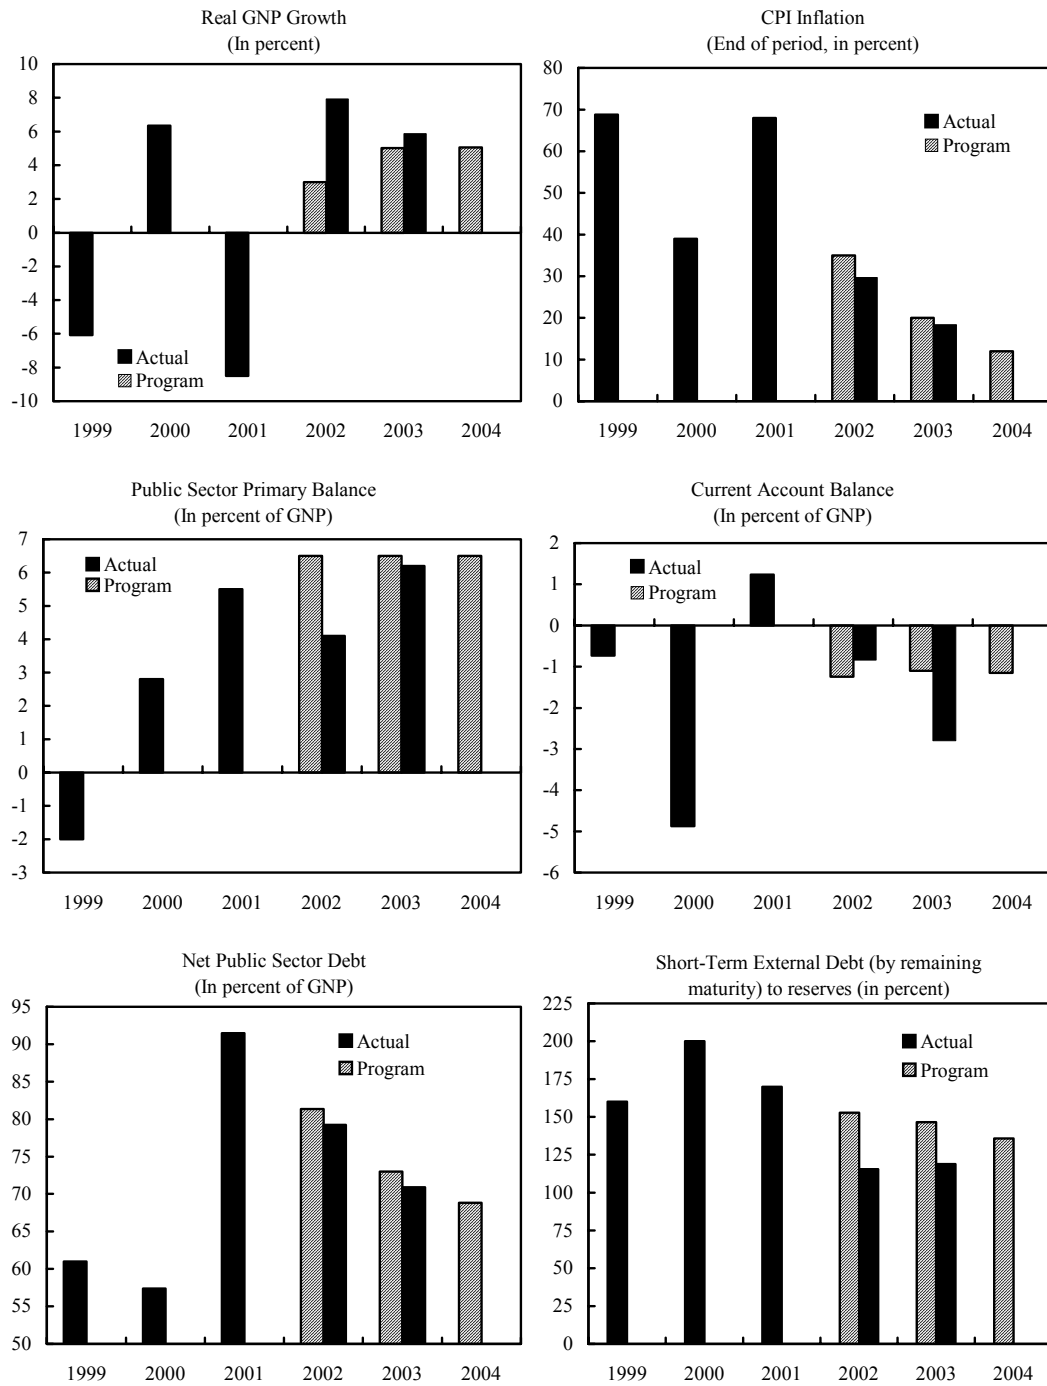 Real GNP Growth
(In percent)
10
8
6
4
2
0
-2
-4
-6
-8
-10
Actual
Program
1999 2000 2001 2002 2003 2004
CPI Inflation
(End of period, in percent)
80
70
60
50
40
30
20
10
0
Actual
Program
1999 2000 2001 2002 2003 2004
Public Sector Primary Balance
(In percent of GNP)
7
6
5
4
3
2
1
0
-1
-2
-3
Actual
Program
1999 2000 2001 2002 2003 2004
Current Account Balance
(In percent of GNP)
2
1
0
-1
-2
-3
-4
-5
-6
Actual
Program
1999 2000 2001 2002 2003 2004
Net Public Sector Debt
(In percent of GNP)
95
90
85
80
75
70
65
60
55
50
Actual
Program
1999 2000 2001 2002 2003 2004
Short-Term External Debt (by remaining
maturity) to reserves (in percent)
225
200
175
150
125
100
75
50
25
0
Actual
Program
1999 2000 2001 2002 2003 2004